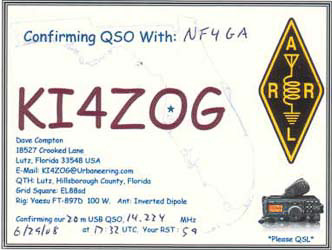 Confirming QSO With: NF4GA
A
R R
L
KI4ZOG
Dave Compton
18527 Crooked Lane
Lutz, Florida 33548 USA
E-Mail: KI4ZOG@Urbaneering.com
QTH: Lutz, Hillsborough County, Florida
Grid Square: EL88sd
Rig: Yaesu FT-897D 100 W. Ant: Inverted Dipole
Confirming our 20 m USB QSO, 14.224 MHz
6/29/08 at 17:32 UTC. Your RST: 59
*Please QSL*